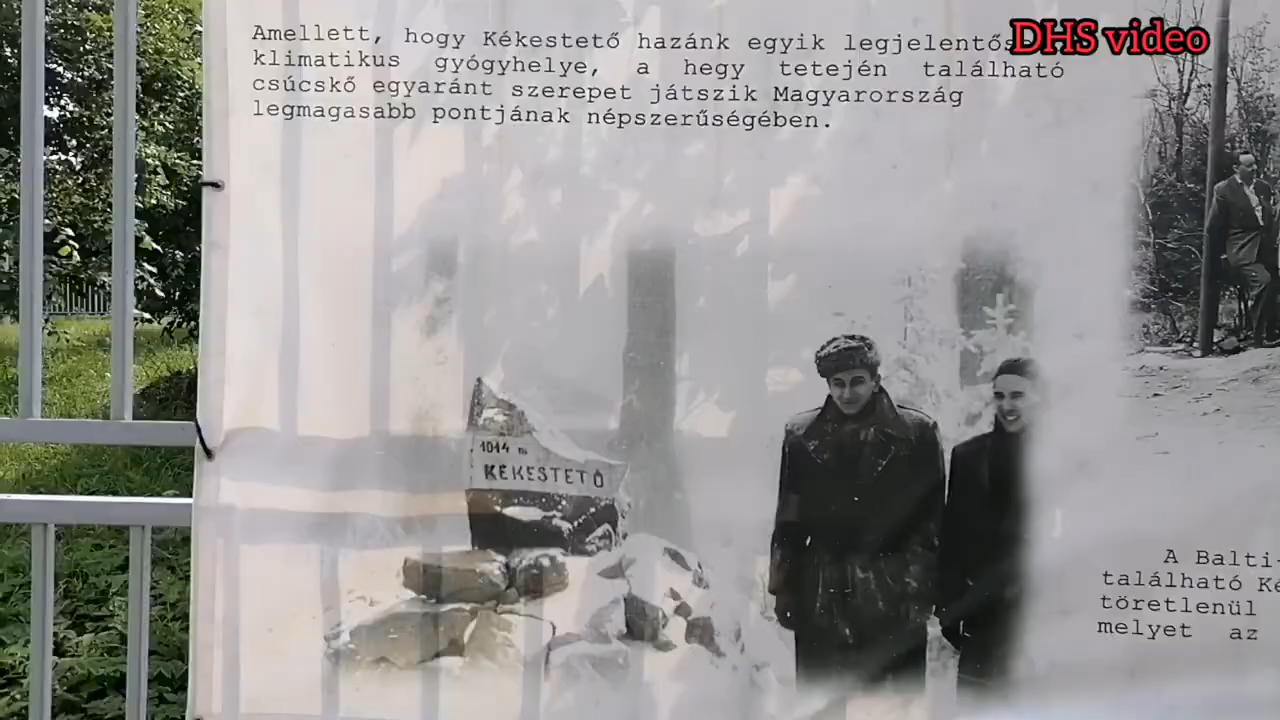 Amellett, hogy Kékestető hazánk egyik legjelentős
klimatikus gyógyhelye, a hegy tetején található
csúcskő egyaránt szerepet játszik Magyarország
legmagasabb pontjának népszerűségében.
DHS video
1014 m
KÉKESTETŐ
A Balti-
található Ké
töretlenül
melyet az